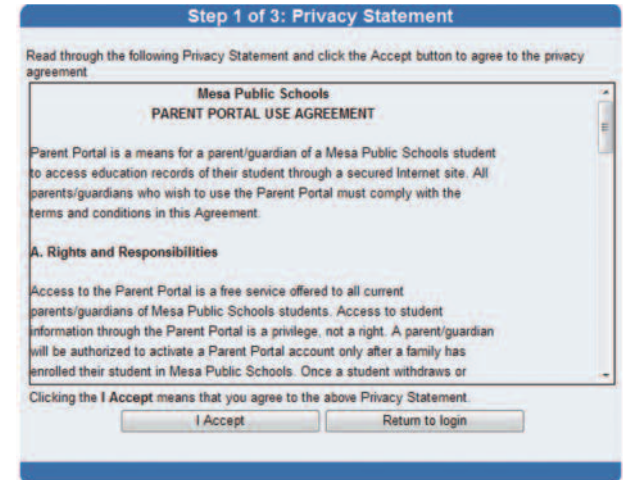 Step 1 of 3: Privacy Statement
Read through the following Privacy Statement and click the Accept button to agree to the privacy
agreement
Mesa Public Schools
PARENT PORTAL USE AGREEMENT
Parent Portal is a means for a parent/guardian of a Mesa Public Schools student
to access education records of their student through a secured Internet site. All
parents/guardians who wish to use the Parent Portal must comply with the
terms and conditions in this Agreement.
A. Rights and Responsibilities
Access to the Parent Portal is a free service offered to all current
parents/guardians of Mesa Public Schools students. Access to student
information through the Parent Portal is a privilege, not a right. A parent/guardian
will be authorized to activate a Parent Portal account only after a family has
enrolled their student in Mesa Public Schools. Once a student withdraws or
Clicking the I Accept means that you agree to the above Privacy Statement.
I Accept
Return to login